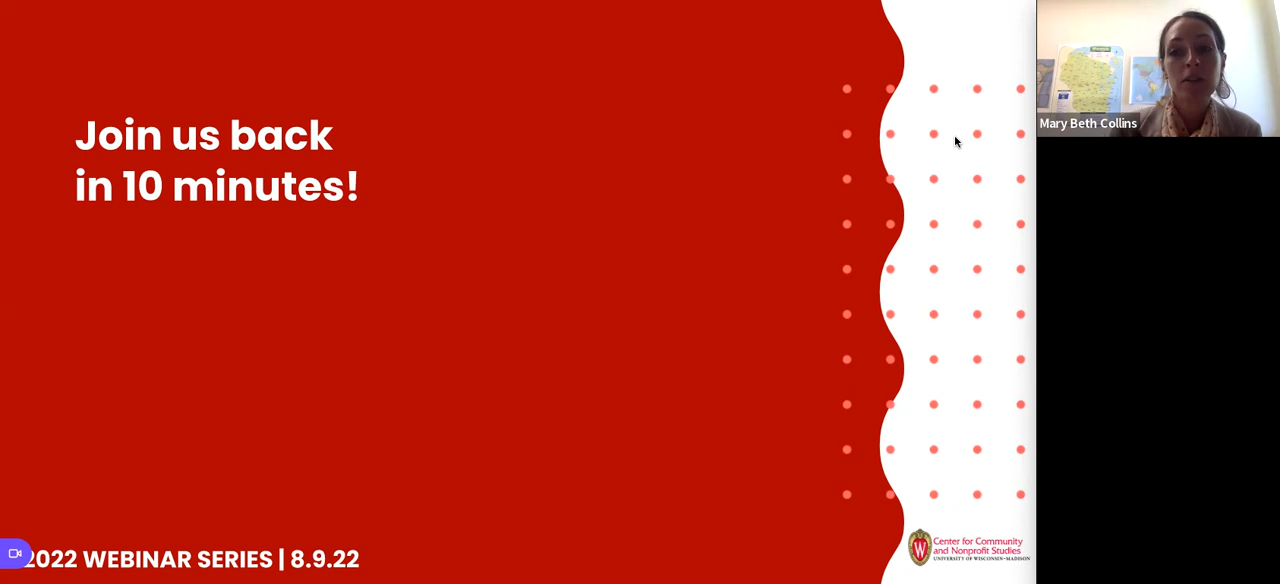 Join us back
in 10 minutes!
2022 WEBINAR SERIES | 8.9.22
Center for Community
and Nonprofit Studies
UNIVERSITY OF WISCONSIN–MADISON
W
Mary Beth Collins